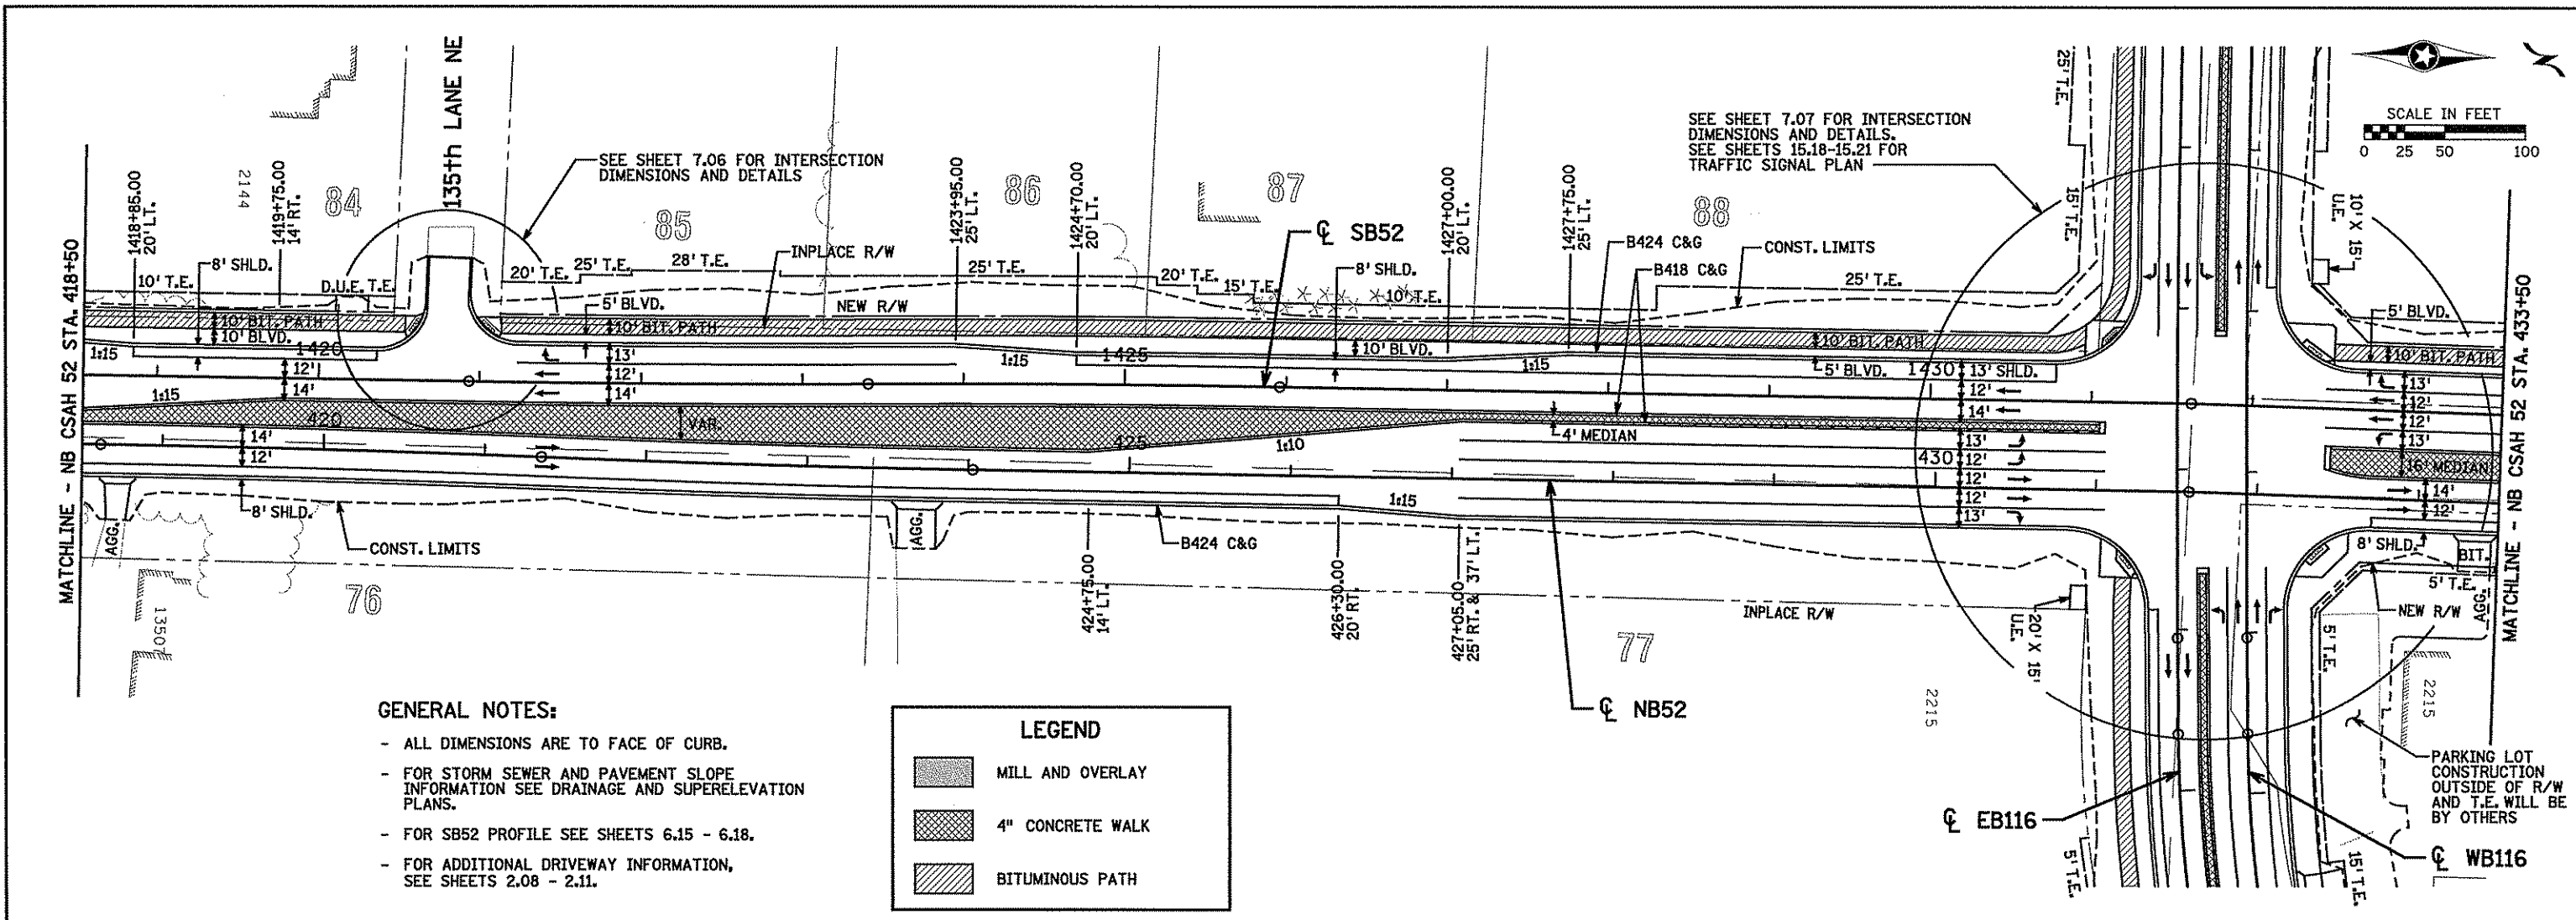 135th LANE NE
SEE SHEET 7.06 FOR INTERSECTION
DIMENSIONS AND DETAILS
SEE SHEET 7.07 FOR INTERSECTION
DIMENSIONS AND DETAILS.
SEE SHEETS 15.18-15.21 FOR
TRAFFIC SIGNAL PLAN
SCALE IN FEET
0 25 50 100
MATCHLINE - NB CSAH 52 STA. 418+50
1418+85.00
20' LT.
2144
1419+75.00
14' RT.
84
85
86
87
88
1423+95.00
25' LT.
1424+70.00
20' LT.
1427+00.00
20' LT.
1427+75.00
25' LT.
℄ SB52
25' T.E.
15' T.E.
10' X 15'
U.E.
8' SHLD.
10' T.E.
D.U.E.
T.E.
20' T.E.
25' T.E.
28' T.E.
INPLACE R/W
25' T.E.
20' T.E.
15' T.E.
10' T.E.
8' SHLD.
B424 C&G
B418 C&G
CONST. LIMITS
25' T.E.
5' BLVD.
NEW R/W
10' BIT. PATH
10' BLVD.
10' BIT. PATH
10' BLVD.
10' BIT. PATH
5' BLVD.
5' BLVD.
10' BIT. PATH
1:15
1420
12'
14'
13'
12'
14'
1:15
1425
1:15
1430
13' SHLD.
12'
14'
13'
12'
12'
13'
1:15
420
VAR.
425
1:10
4' MEDIAN
430
13'
12'
12'
12'
13'
16' MEDIAN
14'
12'
14'
12'
8' SHLD.
AGG.
CONST. LIMITS
AGG.
B424 C&G
1:15
8' SHLD.
BIT.
5' T.E.
AGG.
NEW R/W
MATCHLINE - NB CSAH 52 STA. 433+50
76
13507
424+75.00
14' LT.
426+30.00
20' RT.
427+05.00
25' RT. & 37' LT.
INPLACE R/W
77
20' X 15'
U.E.
5' T.E.
2215
2215
℄ NB52
℄ EB116
℄ WB116
5' T.E.
15' T.E.
PARKING LOT
CONSTRUCTION
OUTSIDE OF R/W
AND T.E. WILL BE
BY OTHERS
GENERAL NOTES:
- ALL DIMENSIONS ARE TO FACE OF CURB.
- FOR STORM SEWER AND PAVEMENT SLOPE
INFORMATION SEE DRAINAGE AND SUPERELEVATION
PLANS.
- FOR SB52 PROFILE SEE SHEETS 6.15 - 6.18.
- FOR ADDITIONAL DRIVEWAY INFORMATION,
SEE SHEETS 2.08 - 2.11.
LEGEND
MILL AND OVERLAY
4" CONCRETE WALK
BITUMINOUS PATH